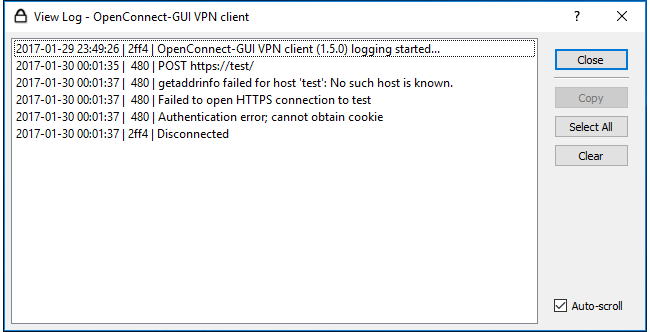 View Log - OpenConnect-GUI VPN client
2017-01-29 23:49:26 | 2ff4 | OpenConnect-GUI VPN client (1.5.0) logging started...
2017-01-30 00:01:35 | 480 | POST https://test/
2017-01-30 00:01:37 | 480 | getaddrinfo failed for host 'test': No such host is known.
2017-01-30 00:01:37 | 480 | Failed to open HTTPS connection to test
2017-01-30 00:01:37 | 480 | Authentication error; cannot obtain cookie
2017-01-30 00:01:37 | 2ff4 | Disconnected
Close
Copy
Select All
Clear
Auto-scroll